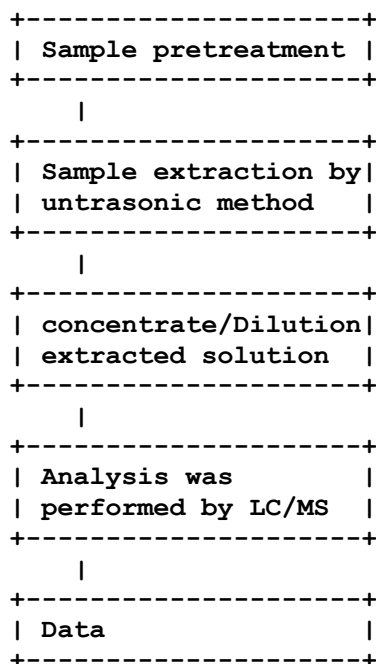 Sample pretreatment
Sample extraction by
untrasonic method
concentrate/Dilution
extracted solution
Analysis was
performed by LC/MS
Data